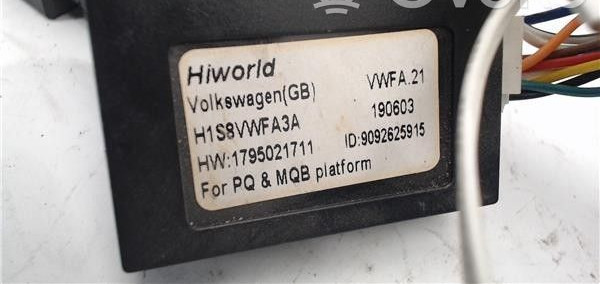 Hiworld
Volkswagen(GB) VWFA.21
H1S8VWFA3A 190603
HW:1795021711 ID:9092625915
For PQ & MQB platform